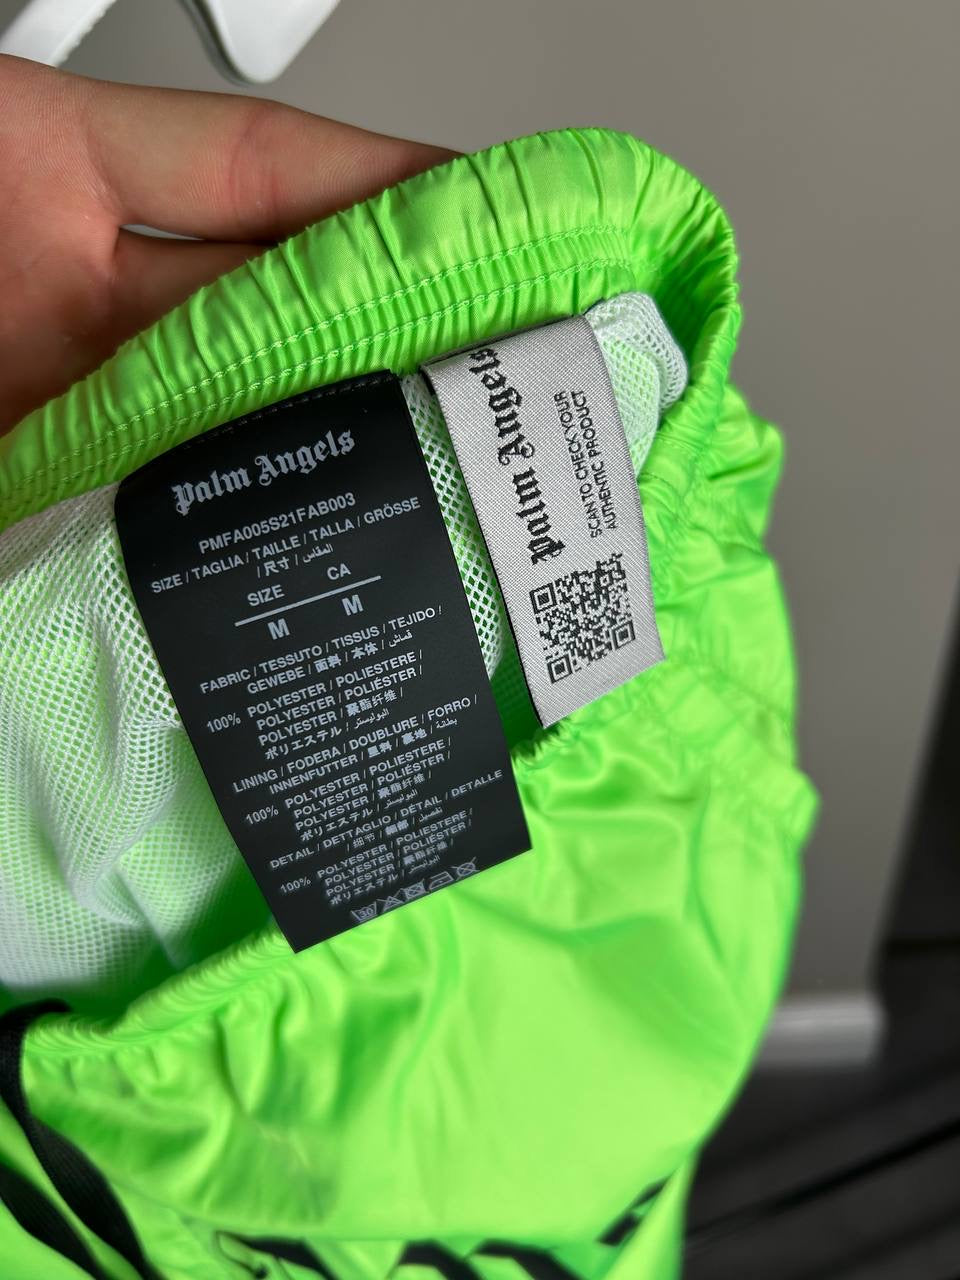 Palm Angels
PMFA005S21FAB003
SIZE / TAGLIA / TAILLE / TALLA / GRÖSSE
/ 尺寸 / المقاس
SIZE CA
M M
FABRIC / TESSUTO / TISSUS / TEJIDO /
GEWEBE / 面料 / 本体 / قماش
100% POLYESTER / POLIESTERE /
POLYESTER / POLIÉSTER /
POLYESTER / 聚酯纤维 /
ポリエステル / البوليستر
LINING / FODERA / DOUBLURE / FORRO /
INNENFUTTER / 里料 / 裏地 / بطانة
100% POLYESTER / POLIESTERE /
POLYESTER / POLIÉSTER /
POLYESTER / 聚酯纤维 /
ポリエステル / البوليستر
DETAIL / DETTAGLIO / DÉTAIL / DETALLE
/ 细节 / 細部 / تفصيل
100% POLYESTER / POLIESTERE /
POLYESTER / POLIÉSTER /
POLYESTER / 聚酯纤维 /
ポリエステル / البوليستر
30
Palm Angels
SCAN TO CHECK YOUR
AUTHENTIC PRODUCT